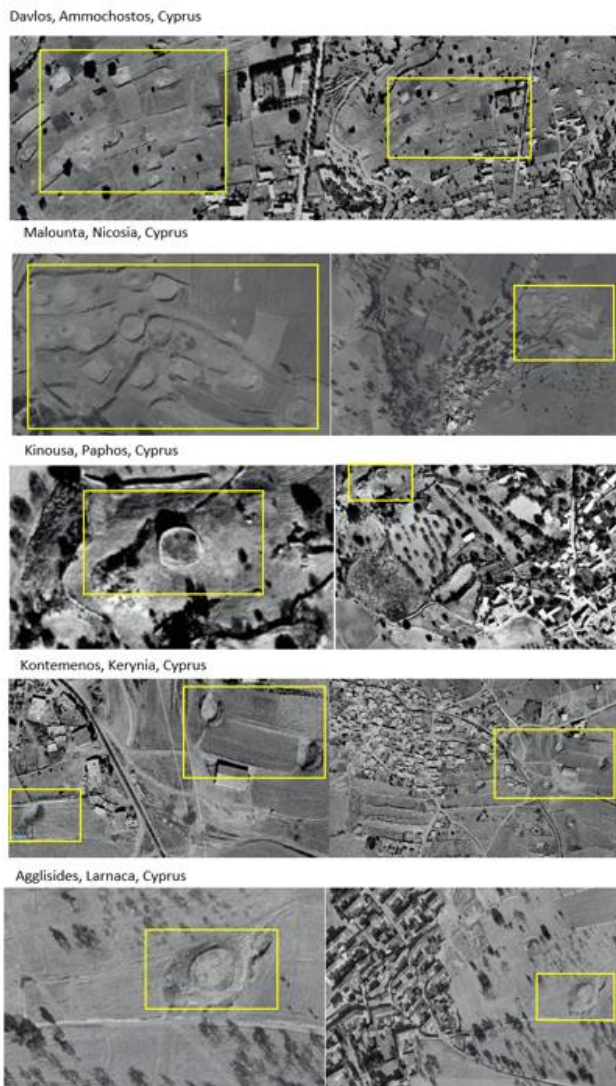 Davlos, Ammochostos, Cyprus
Malounta, Nicosia, Cyprus
Kinousa, Paphos, Cyprus
Kontemenos, Kerynia, Cyprus
Agglisides, Larnaca, Cyprus